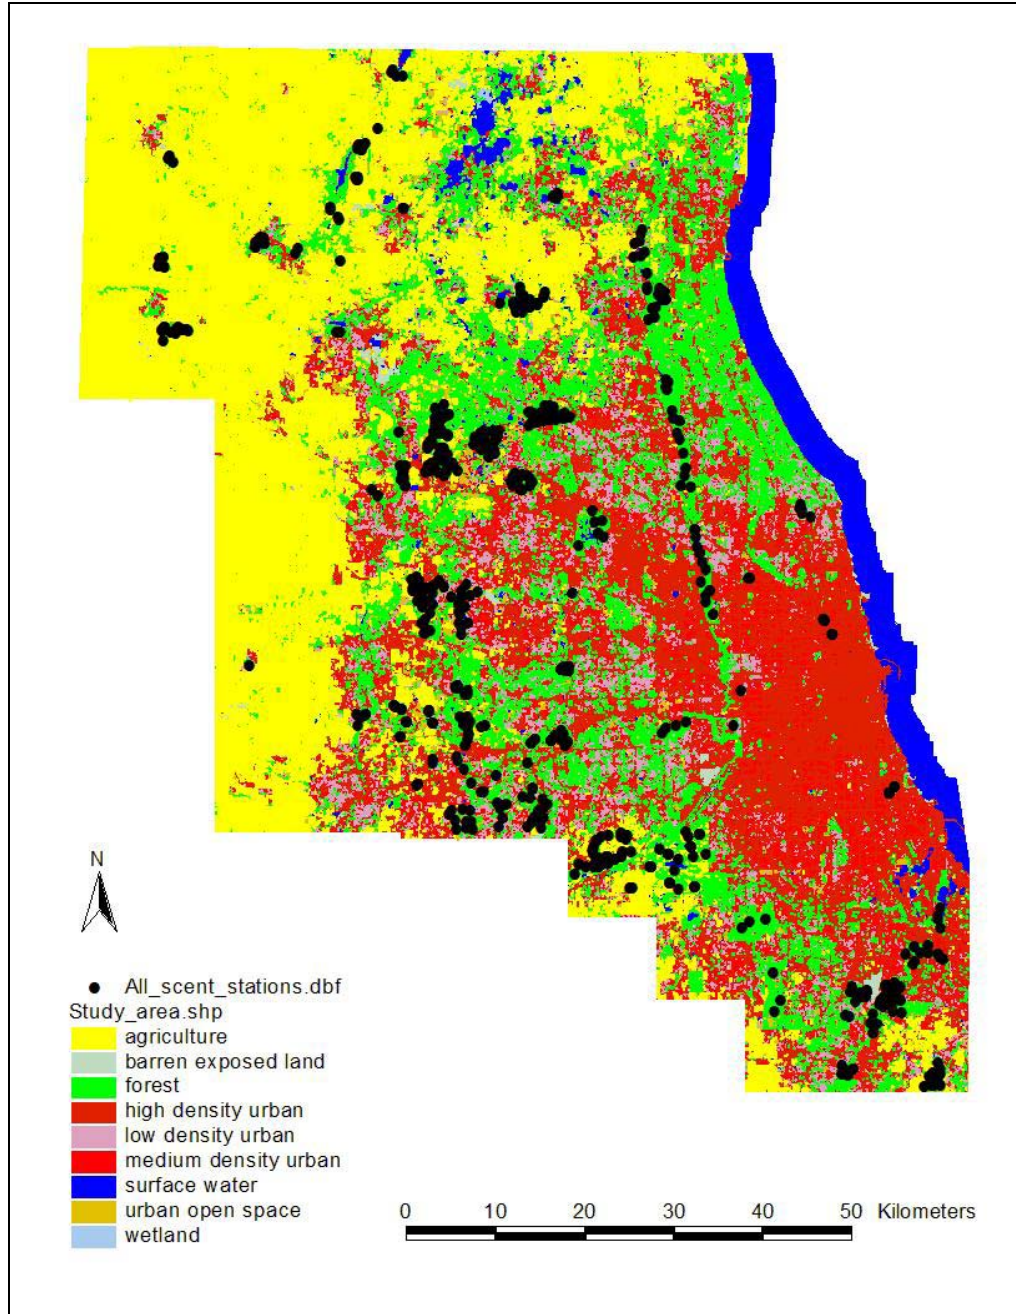 N
All_scent_stations.dbf
Study_area.shp
agriculture
barren exposed land
forest
high density urban
low density urban
medium density urban
surface water
urban open space
wetland
0 10 20 30 40 50 Kilometers